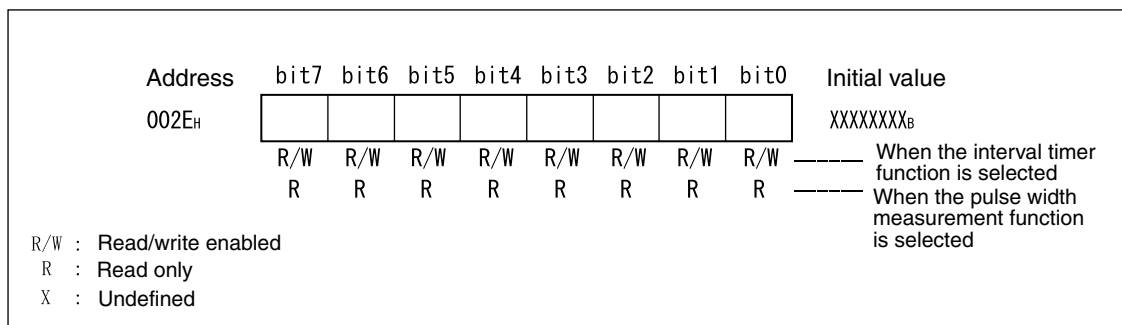 Address bit7 bit6 bit5 bit4 bit3 bit2 bit1 bit0 Initial value
002EH XXXXXXXXB
R/W R/W R/W R/W R/W R/W R/W R/W When the interval timer
function is selected
R R R R R R R R When the pulse width
measurement function
is selected
R/W : Read/write enabled
R : Read only
X : Undefined